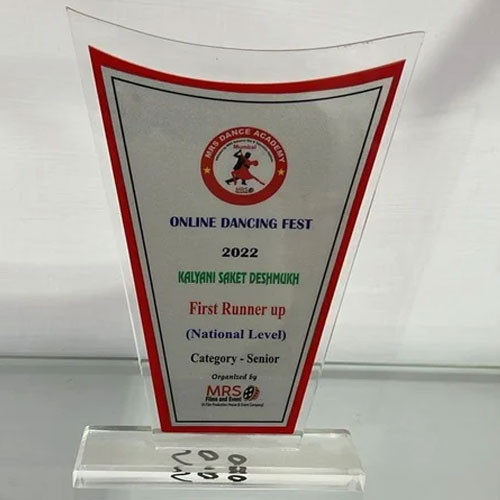 MRS DANCE ACADEMY
Mumbai
ONLINE DANCING FEST
2022
KALYANI SAKET DESHMUKH
First Runner up
(National Level)
Category - Senior
Organized by
MRS
Films and Event